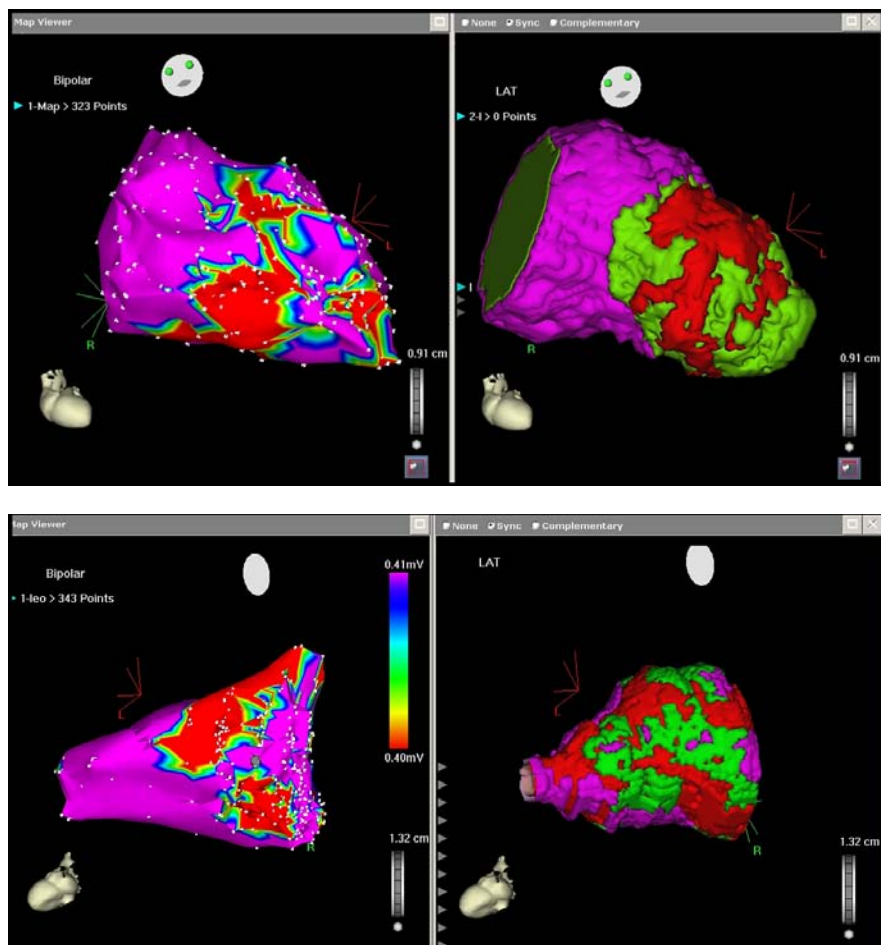 Map Viewer
None Sync Complementary
Bipolar
1-Map > 323 Points
L
R
0.91 cm
LAT
2-I > 0 Points
L
I
R
0.91 cm
Map Viewer
None Sync Complementary
Bipolar
1-leo > 343 Points
0.41mV
0.40mV
L
R
1.32 cm
LAT
L
R
1.32 cm